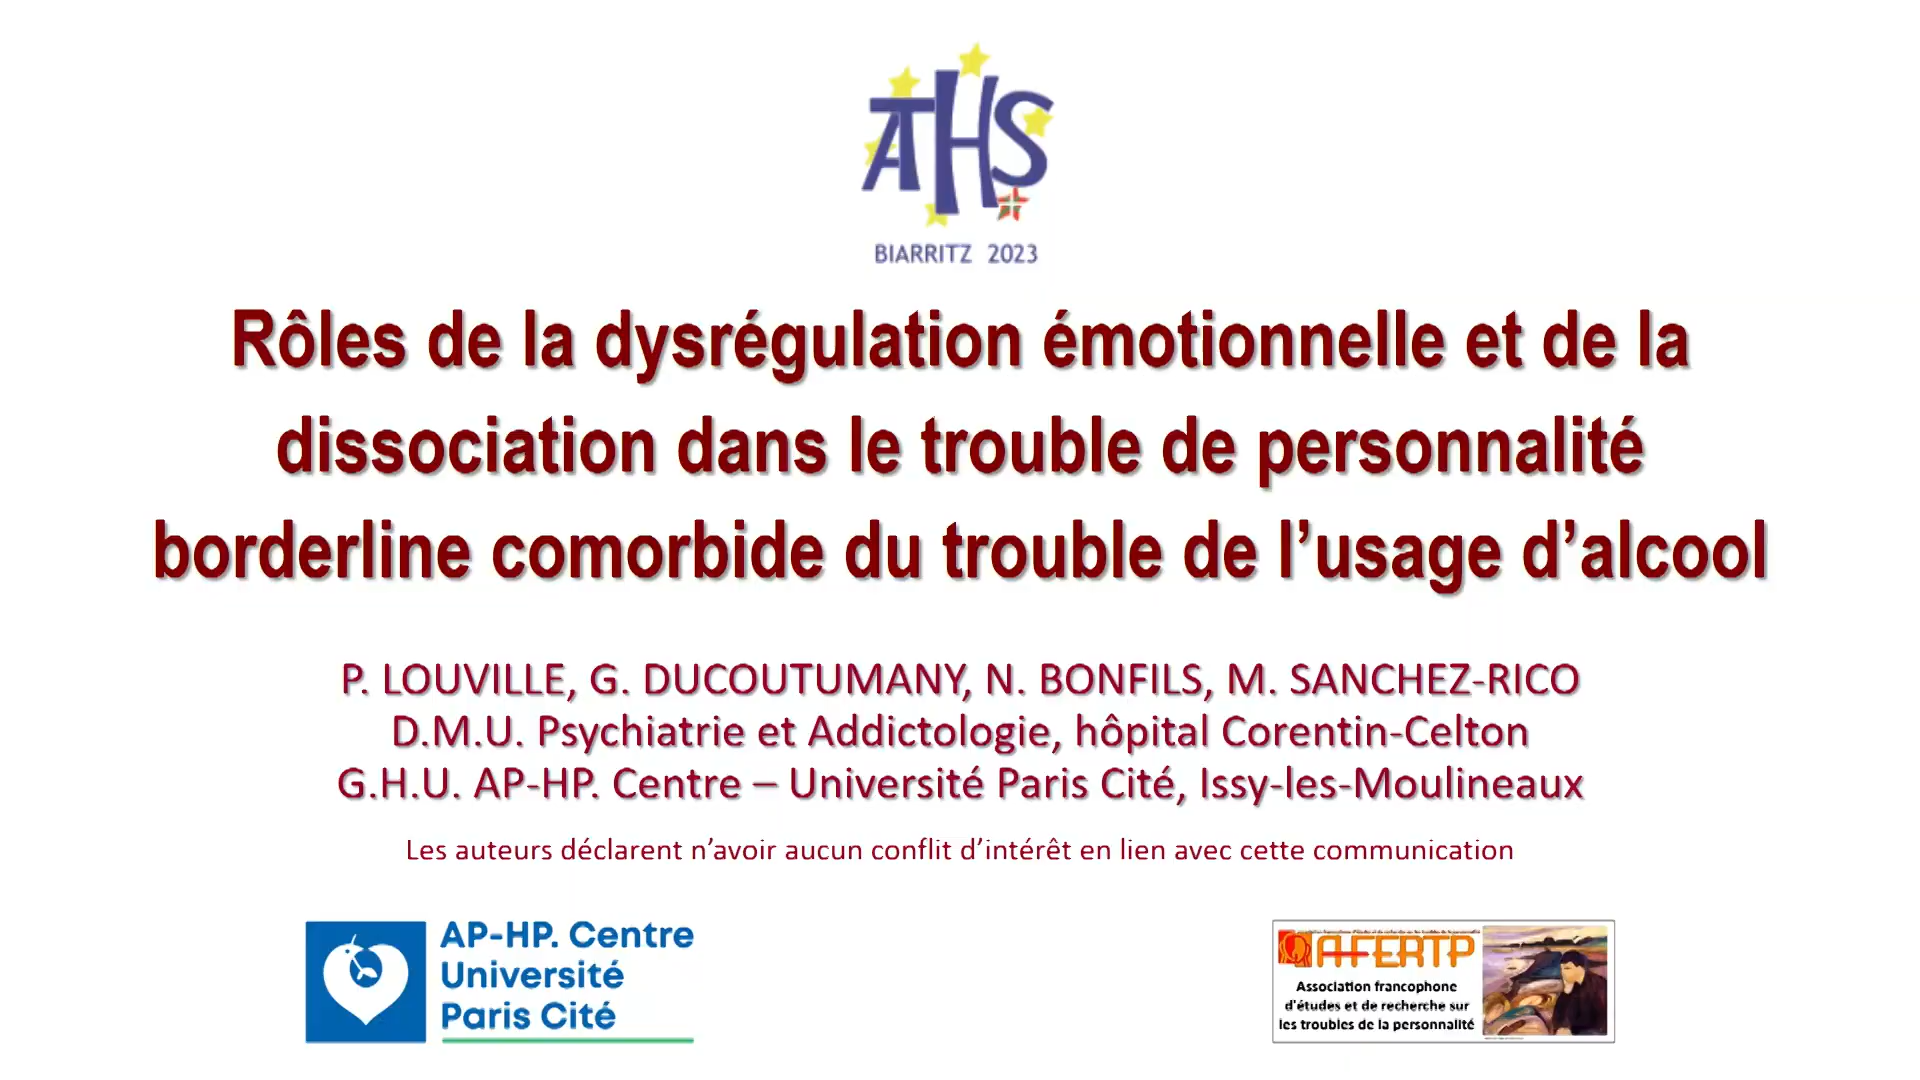 ATHS
BIARRITZ 2023
Rôles de la dysrégulation émotionnelle et de la
dissociation dans le trouble de personnalité
borderline comorbide du trouble de l’usage d’alcool
P. LOUVILLE, G. DUCOUTUMANY, N. BONFILS, M. SANCHEZ-RICO
D.M.U. Psychiatrie et Addictologie, hôpital Corentin-Celton
G.H.U. AP-HP. Centre – Université Paris Cité, Issy-les-Moulineaux
Les auteurs déclarent n’avoir aucun conflit d’intérêt en lien avec cette communication
AP-HP. Centre
Université
Paris Cité
AFERTP
Association francophone
d'études et de recherche sur
les troubles de la personnalité